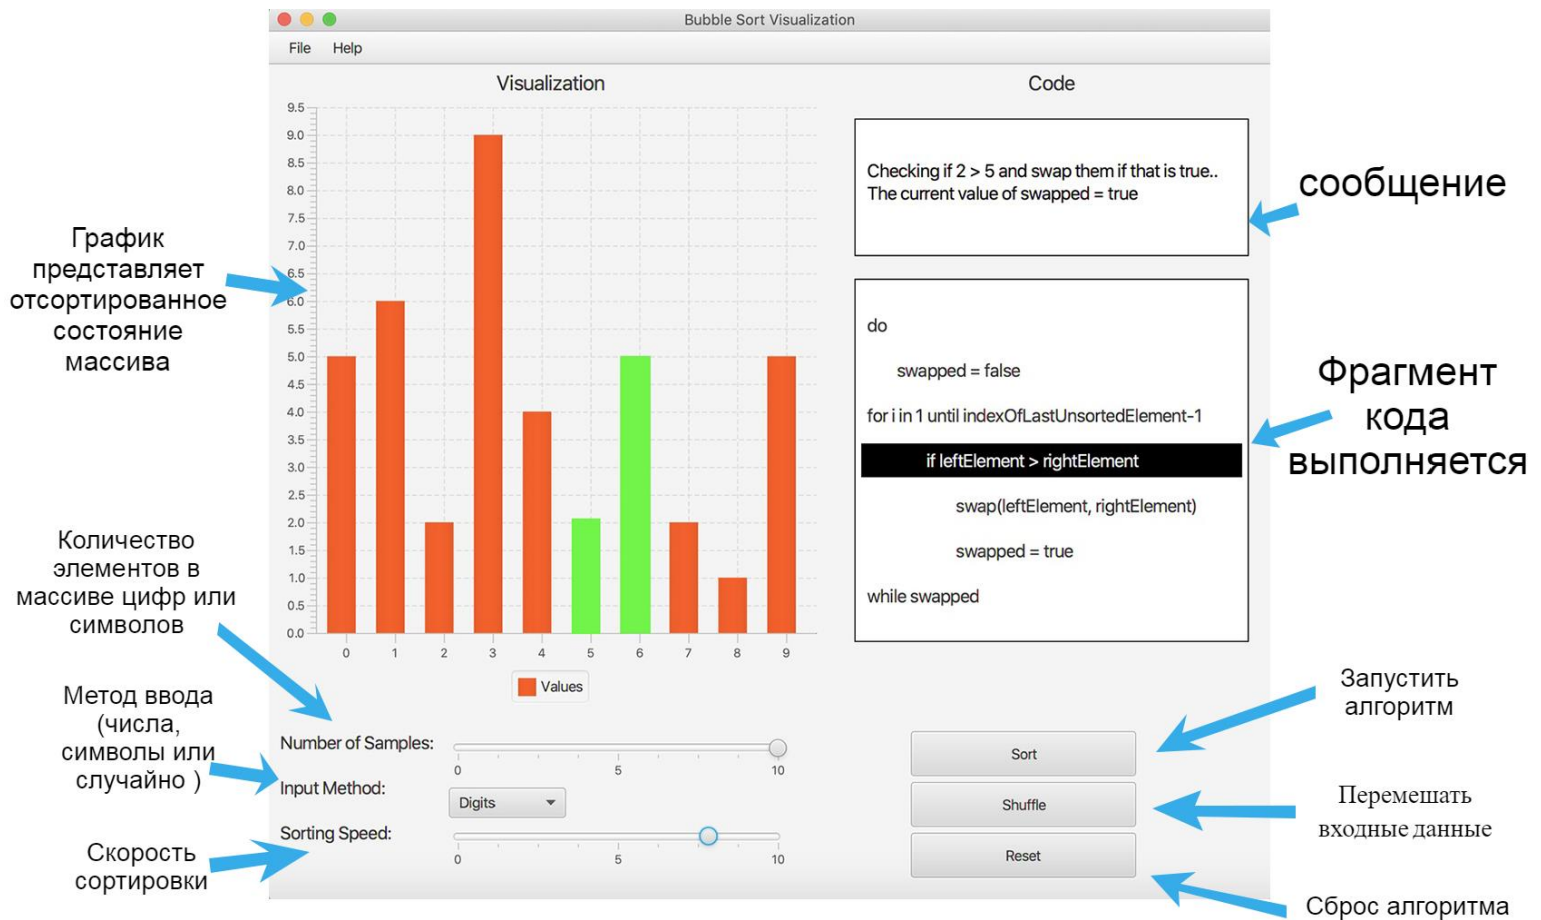 Bubble Sort Visualization
File Help
Visualization
9.5
9.0
8.5
8.0
7.5
7.0
6.5
6.0
5.5
5.0
4.5
4.0
3.5
3.0
2.5
2.0
1.5
1.0
0.5
0.0
0 1 2 3 4 5 6 7 8 9
Values
График
представляет
отсортированное
состояние
массива
Количество
элементов в
массиве цифр или
символов
Метод ввода
(числа,
символы или
случайно )
Скорость
сортировки
Number of Samples:
0 5 10
Input Method:
Digits
Sorting Speed:
0 5 10
Code
Checking if 2 > 5 and swap them if that is true..
The current value of swapped = true
do
swapped = false
for i in 1 until indexOfLastUnsortedElement-1
if leftElement > rightElement
swap(leftElement, rightElement)
swapped = true
while swapped
Sort
Shuffle
Reset
сообщение
Фрагмент
кода
выполняется
Запустить
алгоритм
Перемешать
входные данные
Сброс алгоритма